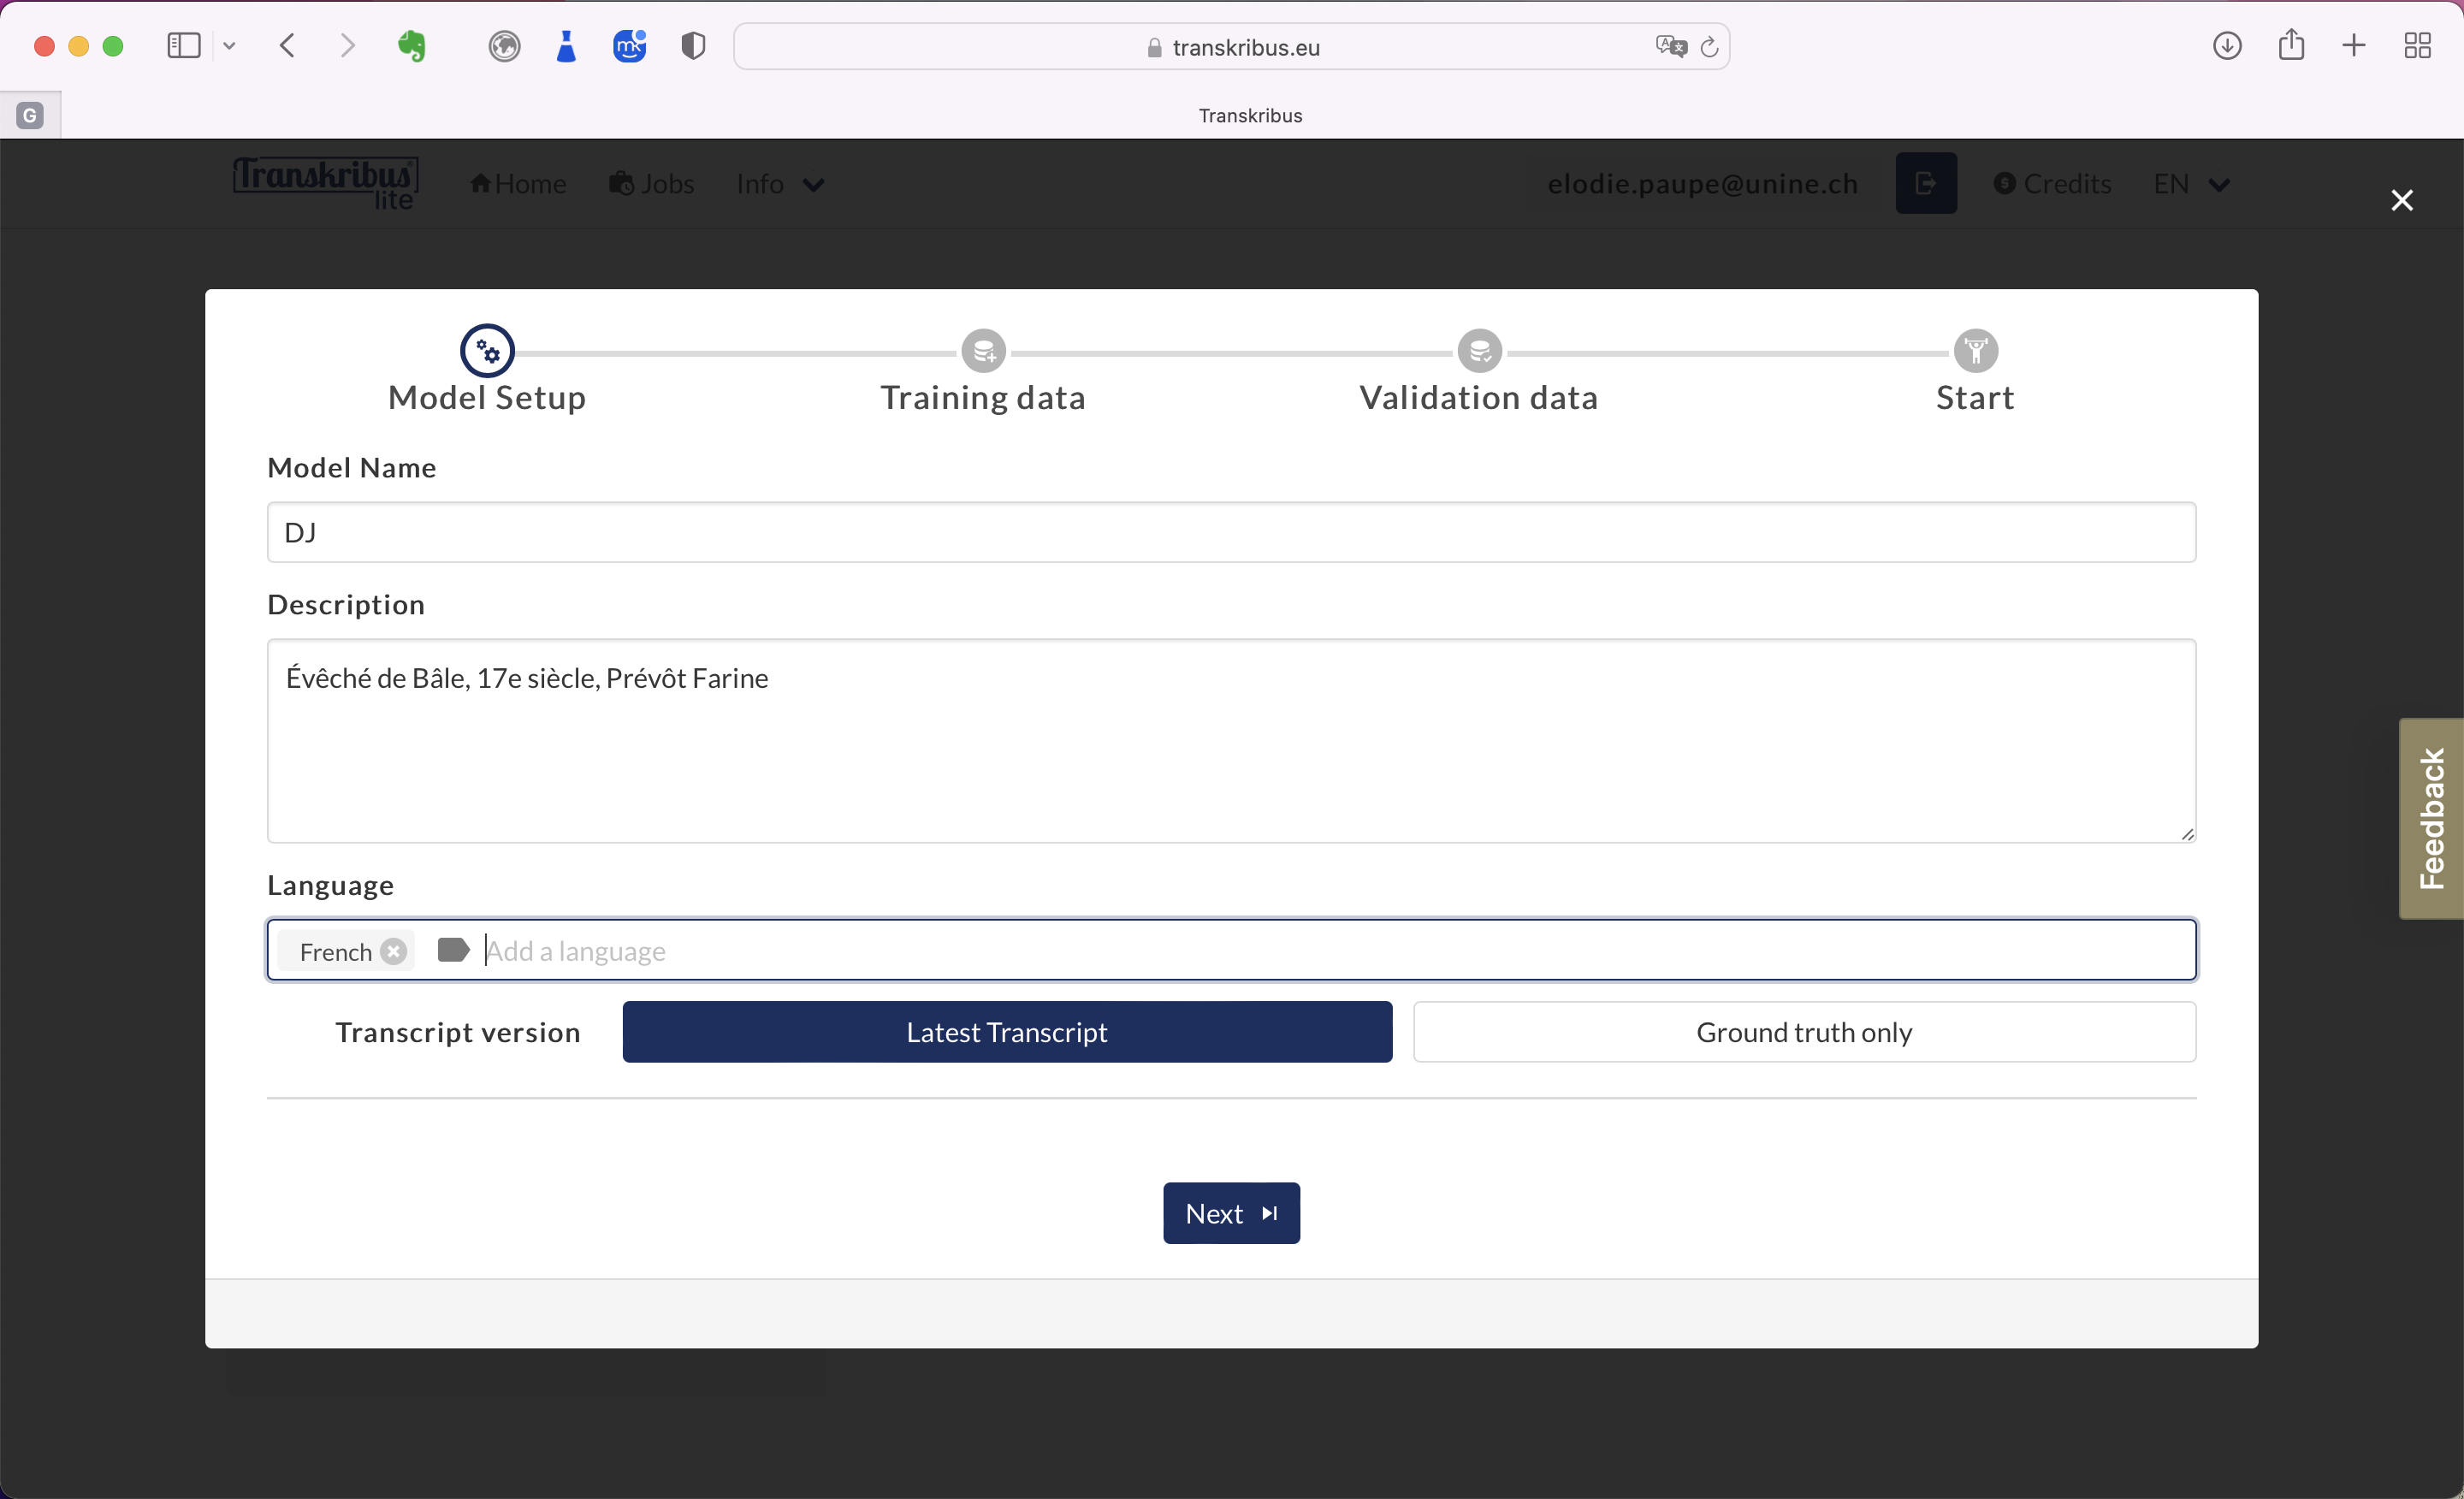 transkribus.eu
G
Transkribus
Transkribus lite
Home
Jobs
Info
elodie.paupe@unine.ch
Credits
EN
Model Setup
Training data
Validation data
Start
Model Name
DJ
Description
Évêché de Bâle, 17e siècle, Prévôt Farine
Feedback
Language
French
Add a language
Transcript version
Latest Transcript
Ground truth only
Next